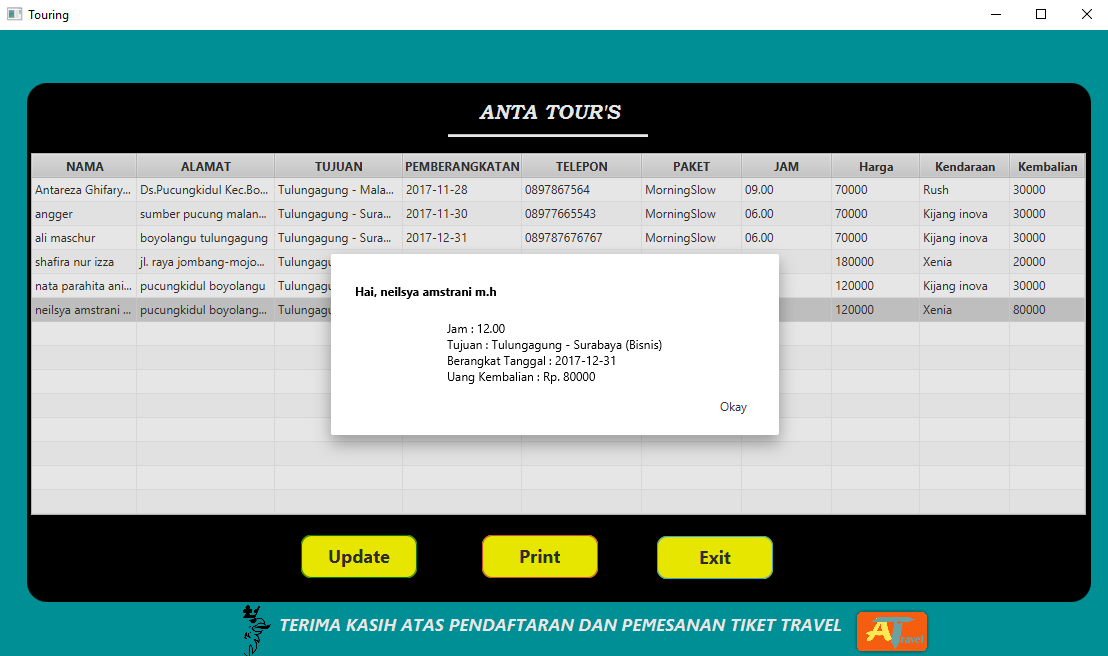 Touring
ANTA TOUR'S
NAMA ALAMAT TUJUAN PEMBERANGKATAN TELEPON PAKET JAM Harga Kendaraan Kembalian
Antareza Ghifary... Ds.Pucungkidul Kec.Bo... Tulungagung - Mala... 2017-11-28 0897867564 MorningSlow 09.00 70000 Rush 30000
angger sumber pucung malan... Tulungagung - Sura... 2017-11-30 08977665543 MorningSlow 06.00 70000 Kijang inova 30000
ali maschur boyolangu tulungagung Tulungagung - Sura... 2017-12-31 089787676767 MorningSlow 06.00 70000 Kijang inova 30000
shafira nur izza jl. raya jombang-mojo... Tulungagu 180000 Xenia 20000
nata parahita ani... pucungkidul boyolangu Tulungagu 120000 Kijang inova 30000
neilsya amstrani ... pucungkidul boyolang... Tulungagu 120000 Xenia 80000
Hai, neilsya amstrani m.h
Jam : 12.00
Tujuan : Tulungagung - Surabaya (Bisnis)
Berangkat Tanggal : 2017-12-31
Uang Kembalian : Rp. 80000
Okay
Update Print Exit
TERIMA KASIH ATAS PENDAFTARAN DAN PEMESANAN TIKET TRAVEL
AT ravel